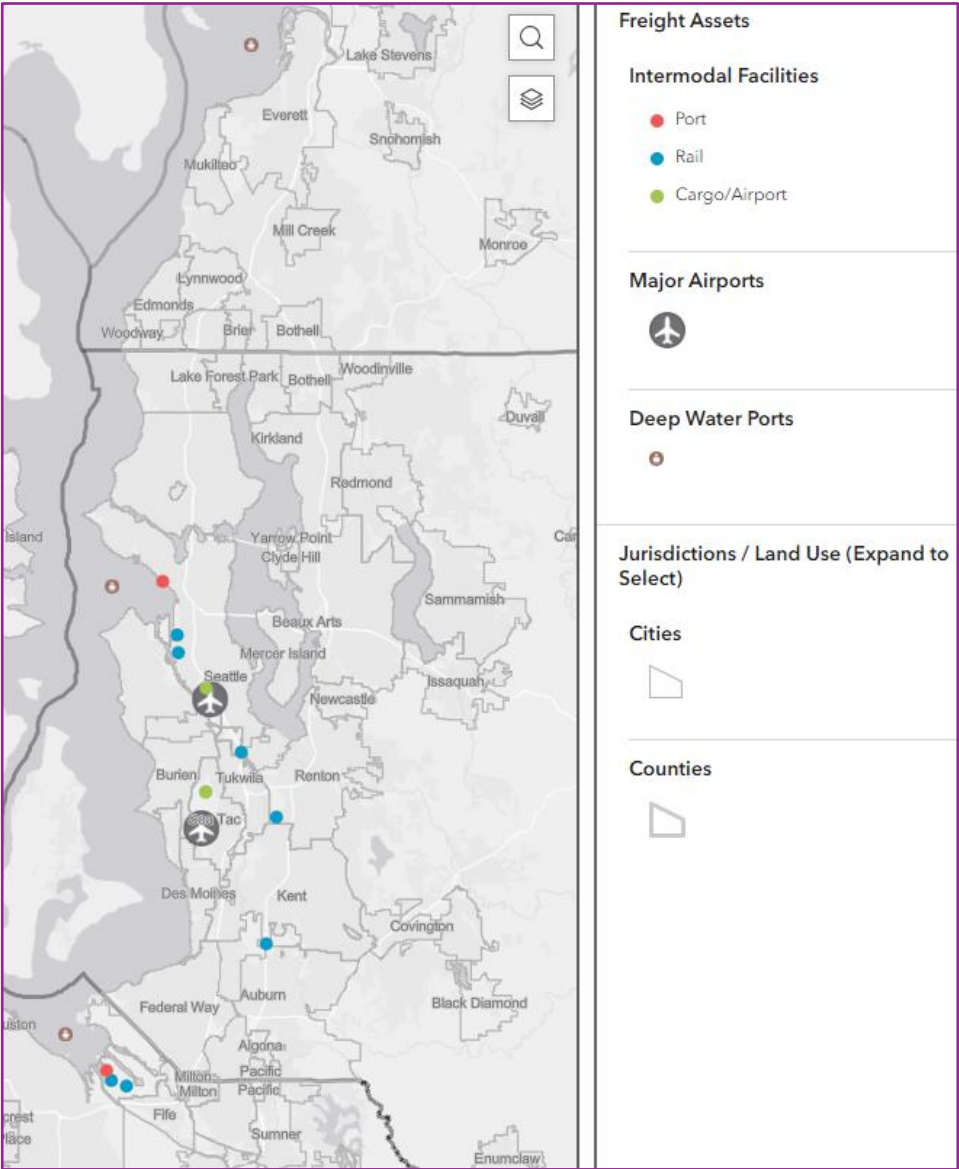 Lake Stevens
Everett
Snohomish
Mukilteo
Mill Creek
Monroe
Lynnwood
Edmonds
Woodway
Brier
Bothell
Lake Forest Park
Bothell
Woodinville
Duvall
Kirkland
Redmond
Island
Yarrow Point
Clyde Hill
Car
Sammamish
Beaux Arts
Mercer Island
Seattle
Issaquah
Newcastle
Burien
Tukwila
Renton
Tac
Des Moines
Kent
Covington
Auburn
Federal Way
Black Diamond
uston
Algona
Milton
Pacific
Milton
Pacific
Fife
crest
Place
Sumner
Enumclaw
Freight Assets
Intermodal Facilities
Port
Rail
Cargo/Airport
Major Airports
Deep Water Ports
Jurisdictions / Land Use (Expand to
Select)
Cities
Counties